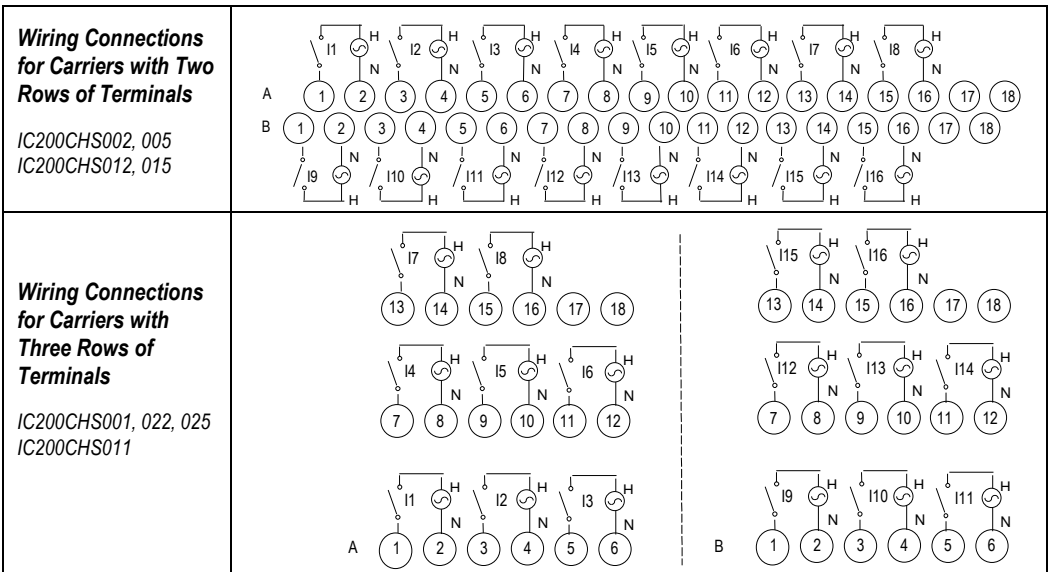 Wiring Connections
for Carriers with Two
Rows of Terminals
IC200CHS002, 005
IC200CHS012, 015
I1 H I2 H I3 H I4 H I5 H I6 H I7 H I8 H
N N N N N N N N
A 1 2 3 4 5 6 7 8 9 10 11 12 13 14 15 16 17 18
B 1 2 3 4 5 6 7 8 9 10 11 12 13 14 15 16 17 18
N N N N N N N N
I9 I10 I11 I12 I13 I14 I15 I16
H H H H H H H H
Wiring Connections
for Carriers with
Three Rows of
Terminals
IC200CHS001, 022, 025
IC200CHS011
I7 H I8 H
N N
13 14 15 16 17 18
I4 H I5 H I6 H
N N N
7 8 9 10 11 12
I1 H I2 H I3 H
N N N
A 1 2 3 4 5 6
I15 H I16 H
N N
13 14 15 16 17 18
I12 H I13 H I14 H
N N N
7 8 9 10 11 12
I9 H I10 H I11 H
N N N
B 1 2 3 4 5 6